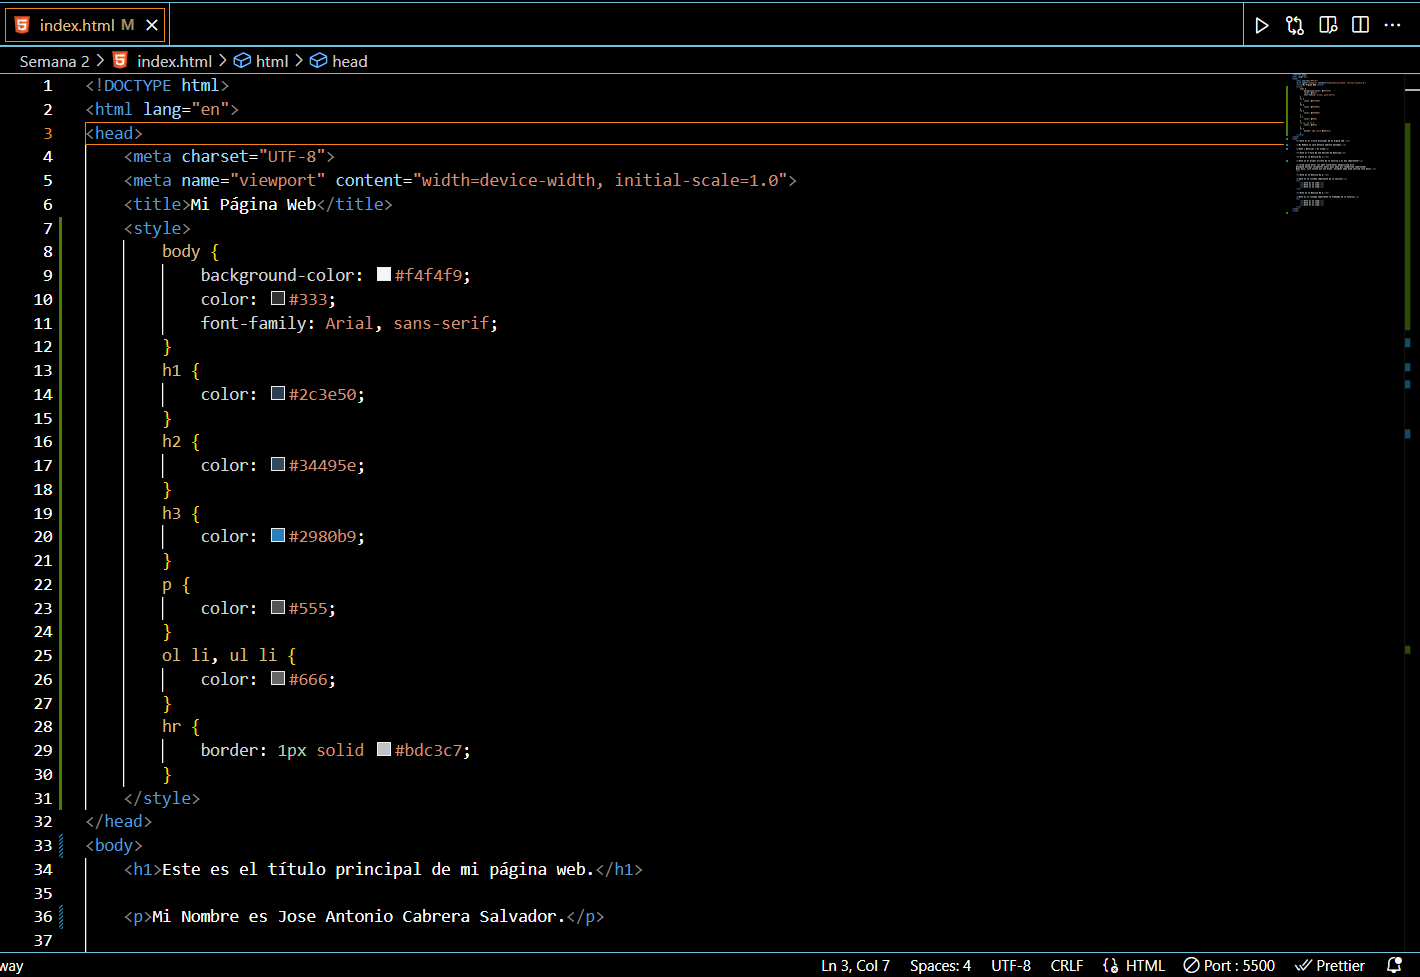 index.html M
Semana 2 > index.html > html > head
1 <!DOCTYPE html>
2 <html lang="en">
3 <head>
4     <meta charset="UTF-8">
5     <meta name="viewport" content="width=device-width, initial-scale=1.0">
6     <title>Mi Página Web</title>
7     <style>
8         body {
9             background-color: #f4f4f9;
10             color: #333;
11             font-family: Arial, sans-serif;
12         }
13         h1 {
14             color: #2c3e50;
15         }
16         h2 {
17             color: #34495e;
18         }
19         h3 {
20             color: #2980b9;
21         }
22         p {
23             color: #555;
24         }
25         ol li, ul li {
26             color: #666;
27         }
28         hr {
29             border: 1px solid #bdc3c7;
30         }
31     </style>
32 </head>
33 <body>
34     <h1>Este es el título principal de mi página web.</h1>
35
36     <p>Mi Nombre es Jose Antonio Cabrera Salvador.</p>
37
way Ln 3, Col 7 Spaces: 4 UTF-8 CRLF {} HTML Port : 5500 Prettier